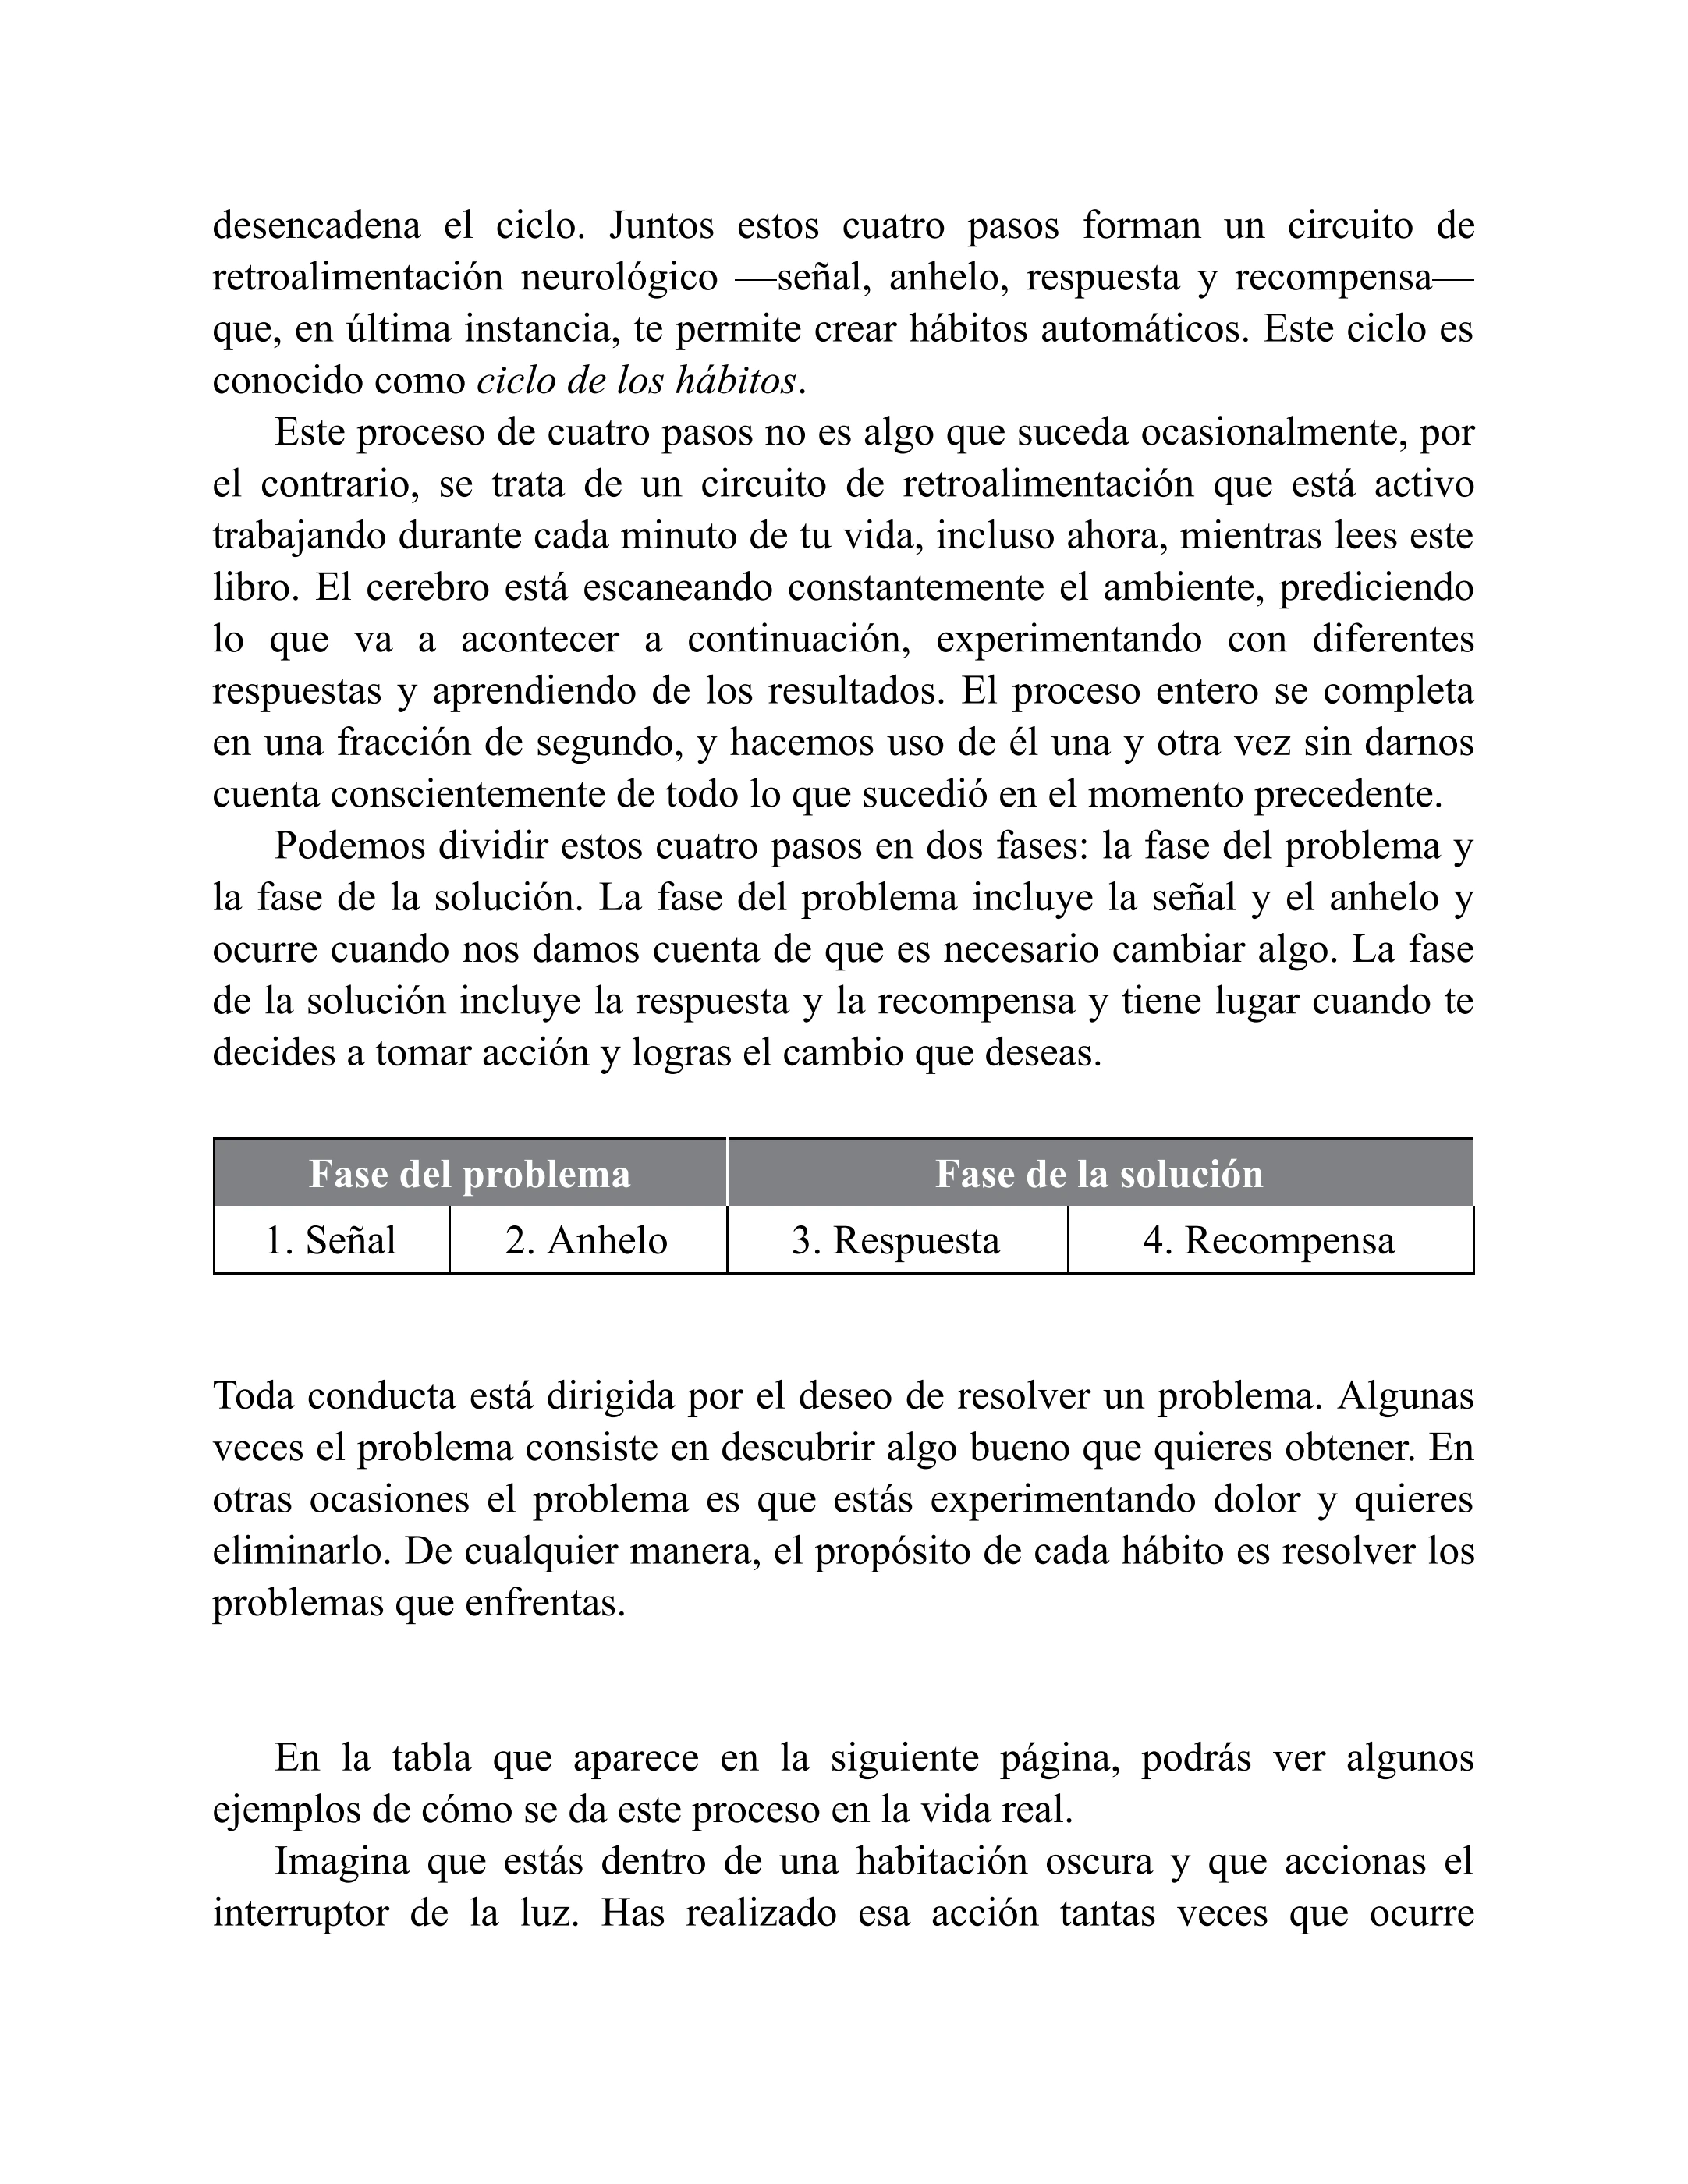 desencadena el ciclo. Juntos estos cuatro pasos forman un circuito de
retroalimentación neurológico —señal, anhelo, respuesta y recompensa—
que, en última instancia, te permite crear hábitos automáticos. Este ciclo es
conocido como ciclo de los hábitos.
Este proceso de cuatro pasos no es algo que suceda ocasionalmente, por
el contrario, se trata de un circuito de retroalimentación que está activo
trabajando durante cada minuto de tu vida, incluso ahora, mientras lees este
libro. El cerebro está escaneando constantemente el ambiente, prediciendo
lo que va a acontecer a continuación, experimentando con diferentes
respuestas y aprendiendo de los resultados. El proceso entero se completa
en una fracción de segundo, y hacemos uso de él una y otra vez sin darnos
cuenta conscientemente de todo lo que sucedió en el momento precedente.
Podemos dividir estos cuatro pasos en dos fases: la fase del problema y
la fase de la solución. La fase del problema incluye la señal y el anhelo y
ocurre cuando nos damos cuenta de que es necesario cambiar algo. La fase
de la solución incluye la respuesta y la recompensa y tiene lugar cuando te
decides a tomar acción y logras el cambio que deseas.
Fase del problema Fase de la solución
1. Señal 2. Anhelo 3. Respuesta 4. Recompensa
Toda conducta está dirigida por el deseo de resolver un problema. Algunas
veces el problema consiste en descubrir algo bueno que quieres obtener. En
otras ocasiones el problema es que estás experimentando dolor y quieres
eliminarlo. De cualquier manera, el propósito de cada hábito es resolver los
problemas que enfrentas.
En la tabla que aparece en la siguiente página, podrás ver algunos
ejemplos de cómo se da este proceso en la vida real.
Imagina que estás dentro de una habitación oscura y que accionas el
interruptor de la luz. Has realizado esa acción tantas veces que ocurre